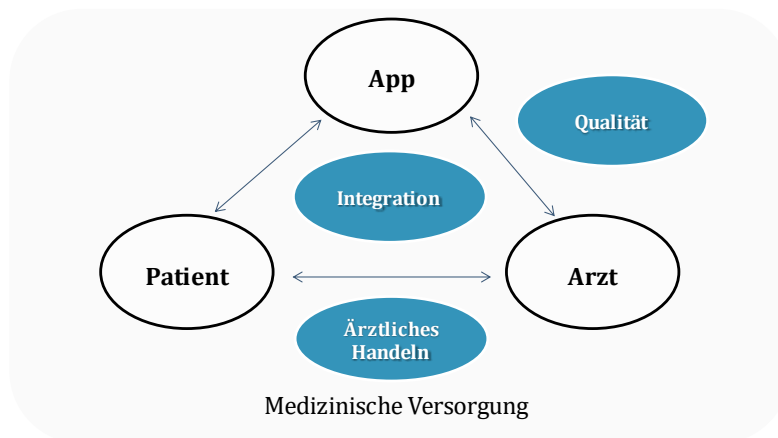 App
Qualität
Integration
Patient
Arzt
Ärztliches
Handeln
Medizinische Versorgung